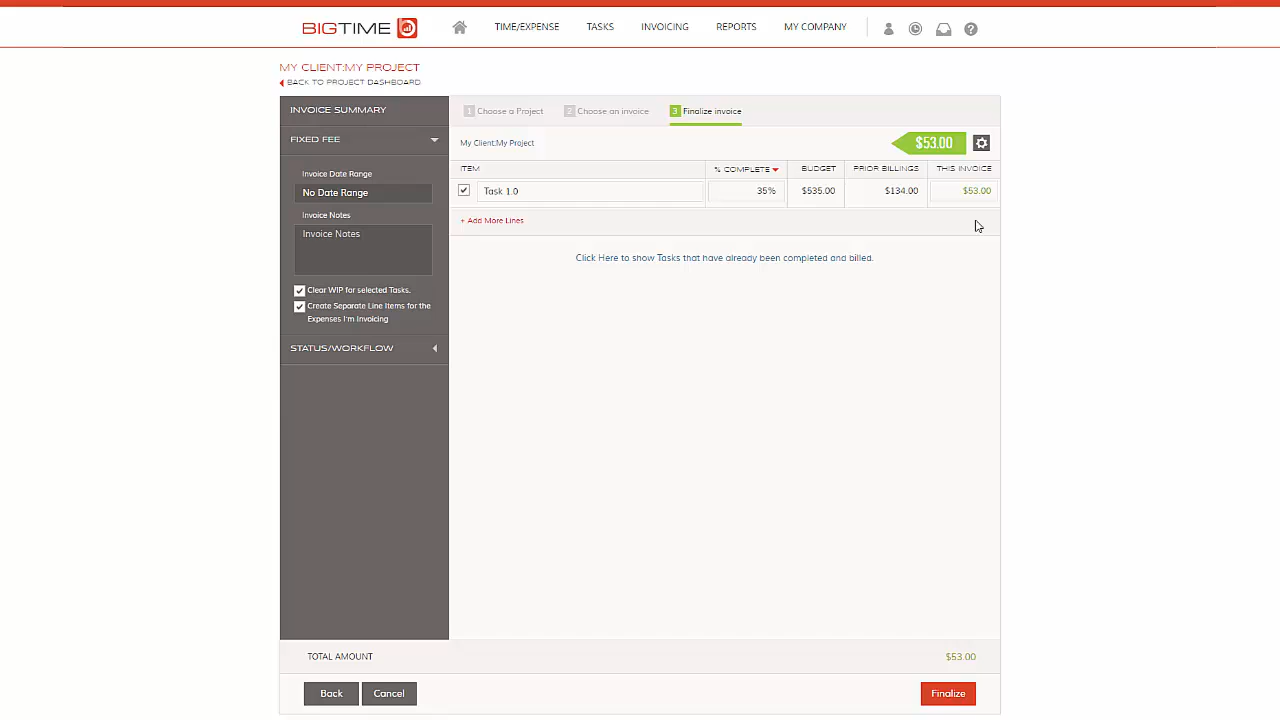 BIGTIME
TIME/EXPENSE TASKS INVOICING REPORTS MY COMPANY
MY CLIENT:MY PROJECT
BACK TO PROJECT DASHBOARD
INVOICE SUMMARY
FIXED FEE
Invoice Date Range
No Date Range
Invoice Notes
Invoice Notes
Clear WIP for selected Tasks.
Create Separate Line Items for the
Expenses I'm Invoicing
STATUS/WORKFLOW
1 Choose a Project 2 Choose an invoice 3 Finalize invoice
My Client:My Project $53.00
ITEM % COMPLETE BUDGET PRIOR BILLINGS THIS INVOICE
Task 1.0 35% $535.00 $134.00 $53.00
+ Add More Lines
Click Here to show Tasks that have already been completed and billed.
TOTAL AMOUNT $53.00
Back Cancel Finalize